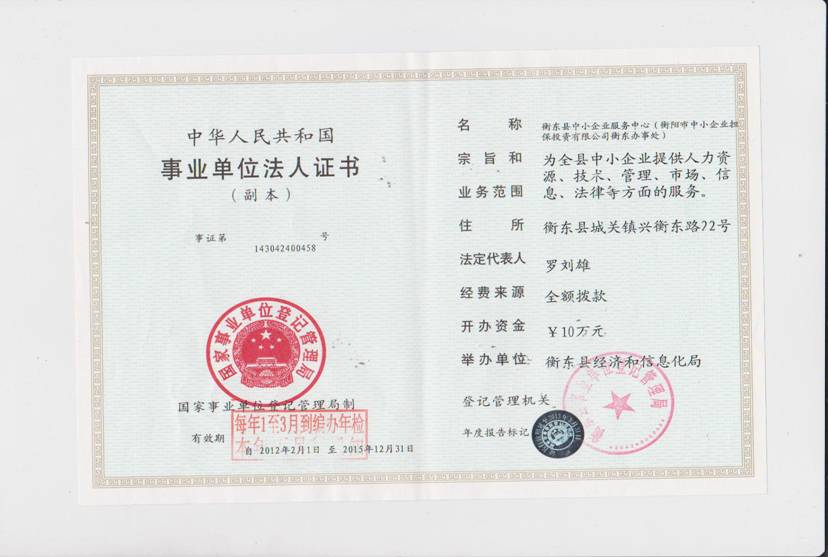 中华人民共和国
事业单位法人证书
（副本）
事证第 号
143042400458
国家事业单位登记管理局
国家事业单位登记管理局制
每年1至3月到编办年检
有效期
自2012年2月1日 至 2015年12月31日
名称 衡东县中小企业服务中心（衡阳市中小企业担
保投资有限公司衡东办事处）
宗旨和 为全县中小企业提供人力资
源、技术、管理、市场、信
业务范围 息、法律等方面的服务。
住所 衡东县城关镇兴衡东路72号
法定代表人 罗刘雄
经费来源 全额拨款
开办资金 ￥10万元
举办单位 衡东县经济和信息化局
登记管理机关
年度报告标记